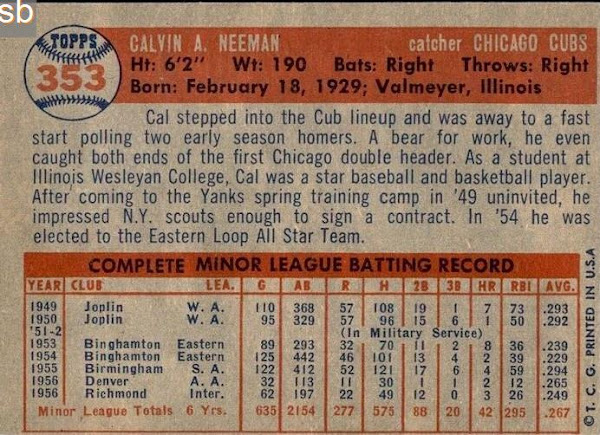 sb
TOPPS
353
CALVIN A. NEEMAN catcher CHICAGO CUBS
Ht: 6'2" Wt: 190 Bats: Right Throws: Right
Born: February 18, 1929; Valmeyer, Illinois
Cal stepped into the Cub lineup and was away to a fast
start polling two early season homers. A bear for work, he even
caught both ends of the first Chicago double header. As a student at
Illinois Wesleyan College, Cal was a star baseball and basketball player.
After coming to the Yanks spring training camp in '49 uninvited, he
impressed N.Y. scouts enough to sign a contract. In '54 he was
elected to the Eastern Loop All Star Team.
COMPLETE MINOR LEAGUE BATTING RECORD
YEAR CLUB LEA. G AB R H 2B 3B HR RBI AVG.
1949 Joplin W. A. 110 368 57 108 19 1 7 73 .293
1950 Joplin W. A. 95 329 57 96 15 6 1 50 .292
'51-2 (In Military Service)
1953 Binghamton Eastern 89 293 32 70 11 2 8 36 .239
1954 Binghamton Eastern 125 442 46 101 13 4 2 39 .229
1955 Birmingham S. A. 122 412 52 121 17 6 4 59 .294
1956 Denver A. A. 32 113 11 30 1 1 2 12 .265
1956 Richmond Inter. 62 197 22 49 12 0 3 26 .249
Minor League Totals 6 Yrs. 635 2154 277 575 88 20 42 295 .267
© T. C. G. PRINTED IN U.S.A